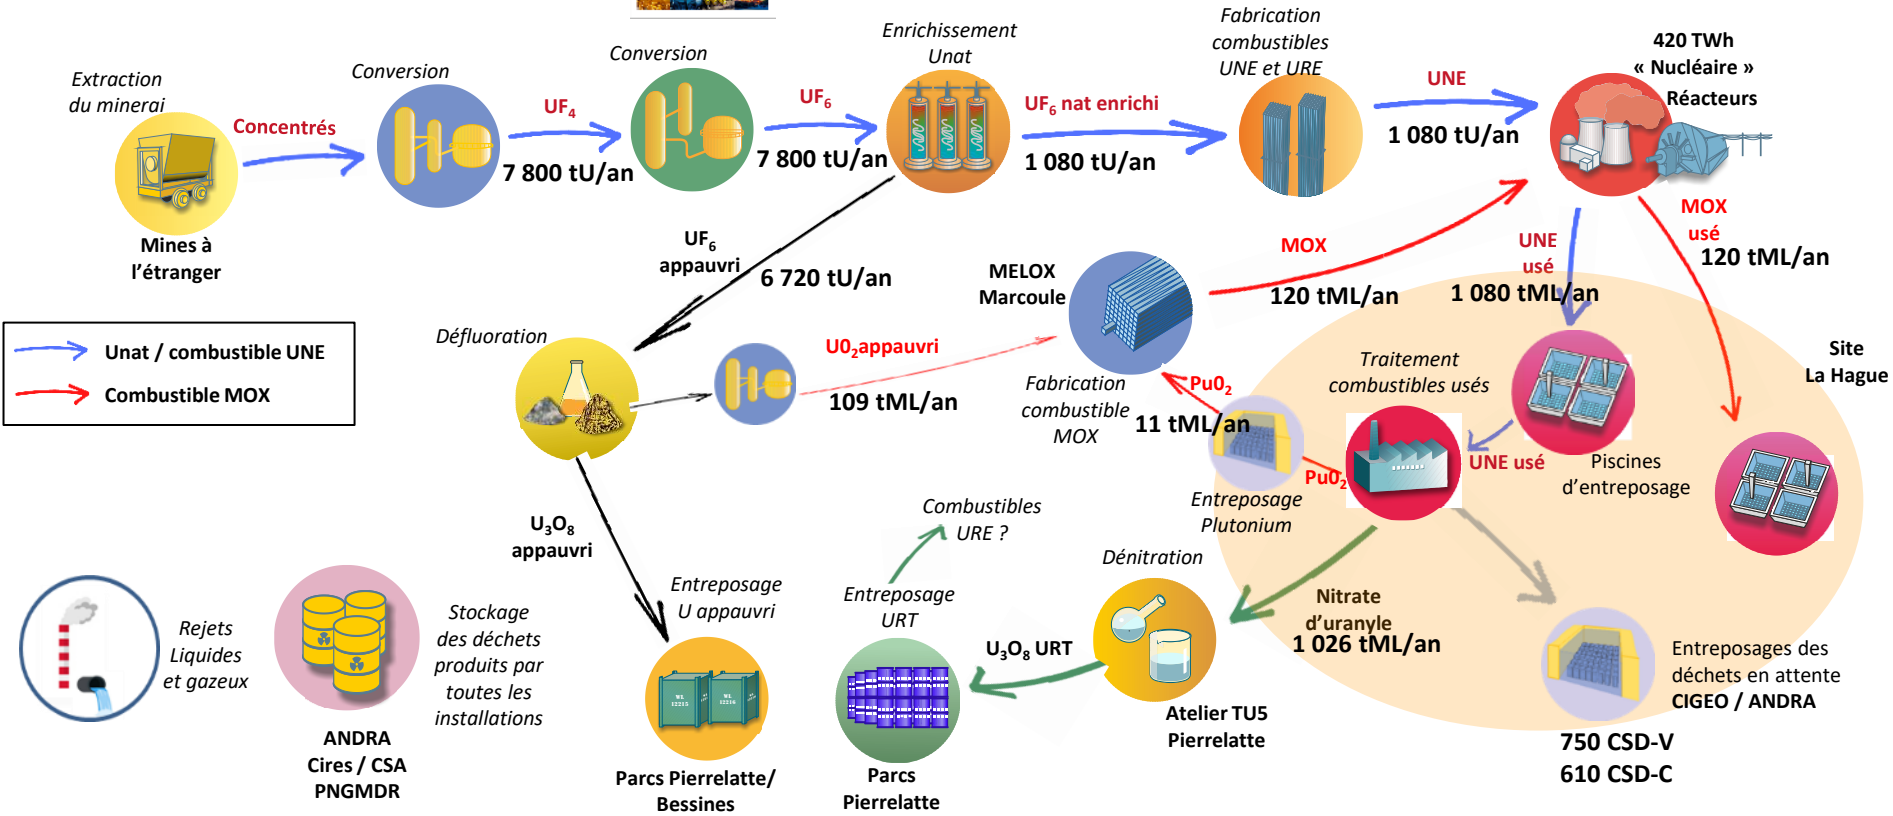 Extraction
du minerai
Mines à
l’étranger
Concentrés
Conversion
UF₄
7 800 tU/an
Conversion
UF₆
7 800 tU/an
Enrichissement
Unat
UF₆ nat enrichi
1 080 tU/an
Fabrication
combustibles
UNE et URE
UNE
1 080 tU/an
420 TWh
« Nucléaire »
Réacteurs
UF₆
appauvri
6 720 tU/an
MELOX
Marcoule
MOX
120 tML/an
UNE
usé
1 080 tML/an
MOX
usé
120 tML/an
Unat / combustible UNE
Combustible MOX
Défluoration
U0₂appauvri
109 tML/an
Fabrication
combustible
MOX
Pu0₂
11 tML/an
Traitement
combustibles usés
Site
La Hague
UNE usé
Piscines
d’entreposage
Pu0₂
Entreposage
Plutonium
U₃O₈
appauvri
Combustibles
URE ?
Dénitration
Nitrate
d’uranyle
1 026 tML/an
Entreposage
U appauvri
Entreposage
URT
U₃O₈ URT
Rejets
Liquides
et gazeux
Stockage
des déchets
produits par
toutes les
installations
WL
12215
WL
12216
Entreposages des
déchets en attente
CIGEO / ANDRA
Atelier TU5
Pierrelatte
ANDRA
Cires / CSA
PNGMDR
Parcs Pierrelatte/
Bessines
Parcs
Pierrelatte
750 CSD-V
610 CSD-C